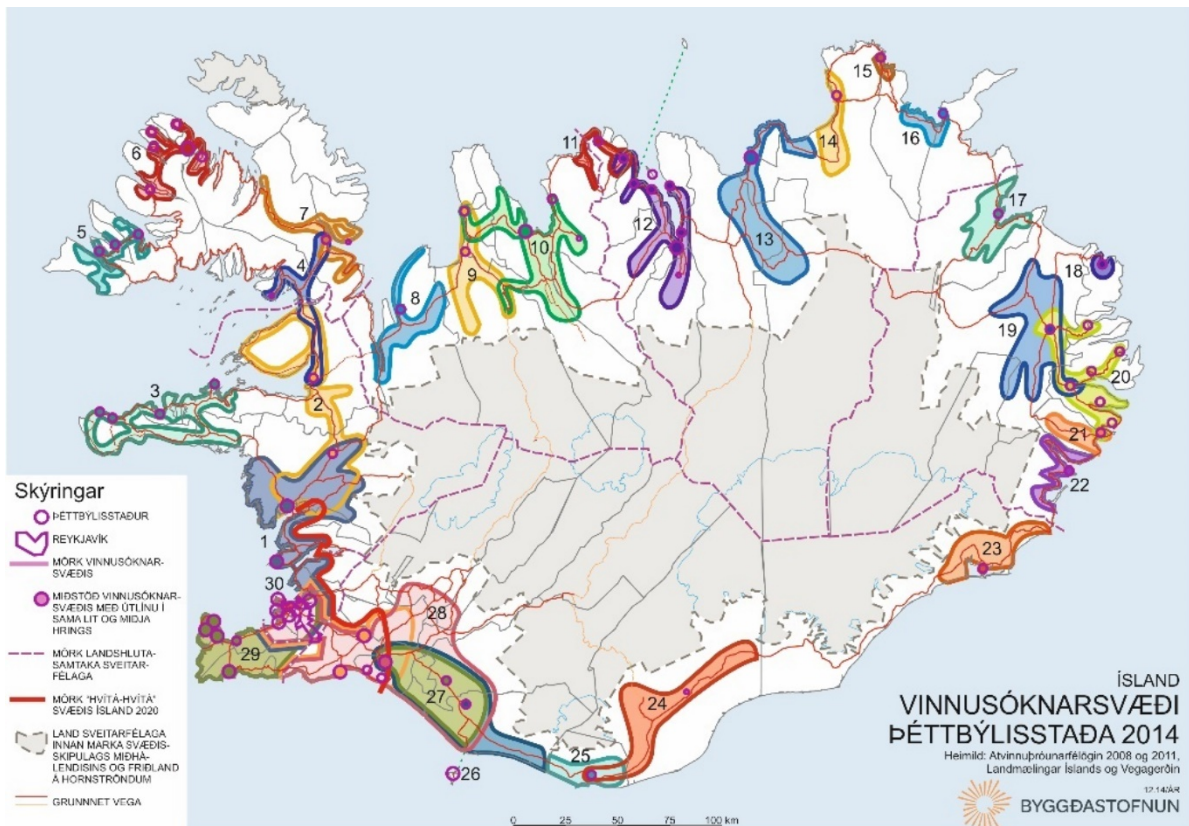 15
11
14
16
6
5
7
12
17
10
13
4
9
18
8
19
3
20
2
21
22
1
23
30
28
29
27
24
25
26
Skýringar
ÞÉTTBÝLISSTAÐUR
REYKJAVÍK
MÖRK VINNUSÓKNAR-
SVÆÐIS
MIÐSTÖÐ VINNUSÓKNAR-
SVÆÐIS MEÐ ÚTLÍNU Í
SAMA LIT OG MIÐJA
HRINGS
MÖRK LANDSHLUTA-
SAMTAKA SVEITAR-
FÉLAGA
MÖRK "HVÍTÁ-HVÍTÁ"
SVÆÐIS ÍSLAND 2020
LAND SVEITARFÉLAGA
INNAN MARKA SVÆÐIS-
SKIPULAGS MIÐHÁ-
LENDISINS OG FRIÐLAND
Á HORNSTRÖNDUM
GRUNNNET VEGA
ÍSLAND
VINNUSÓKNARSVÆÐI
ÞÉTTBÝLISSTAÐA 2014
Heimild: Atvinnuþróunarfélögin 2008 og 2011,
Landmælingar Íslands og Vegagerðin
12.14/ÁR
BYGGÐASTOFNUN
0 25 50 100 km